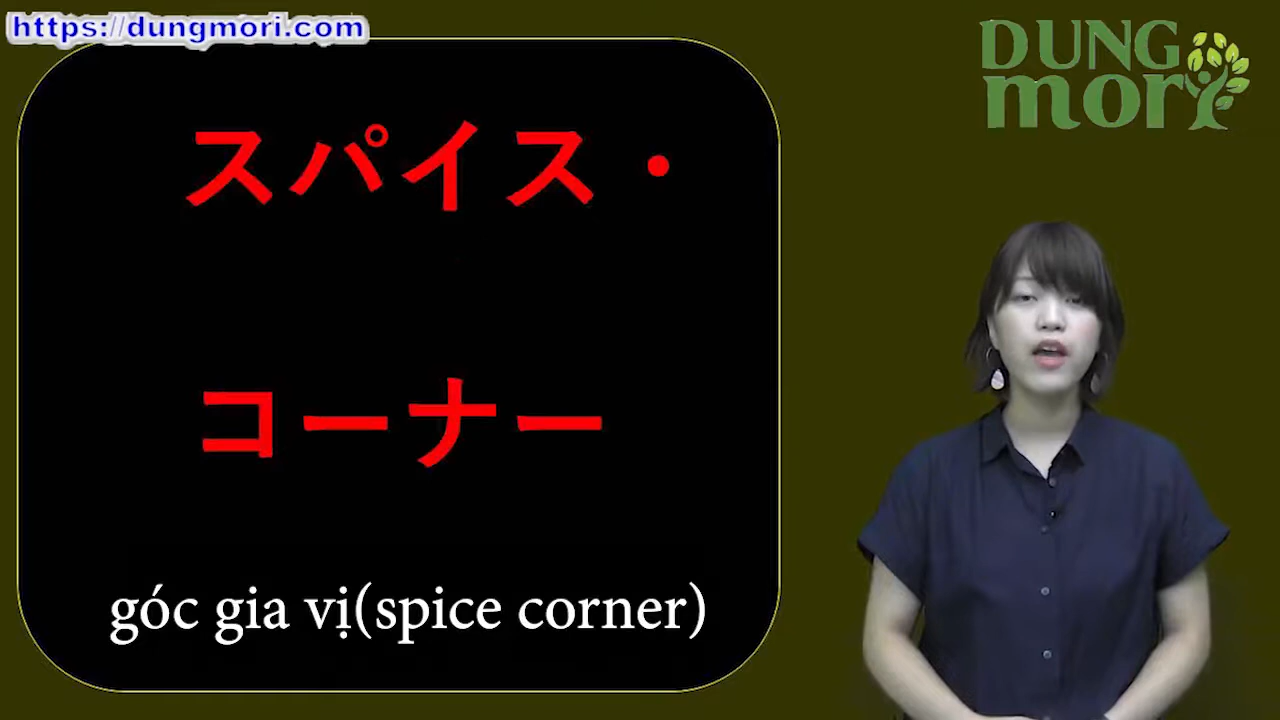 https://dungmori.com
DUNG
mori
スパイス・
コーナー
góc gia vị(spice corner)